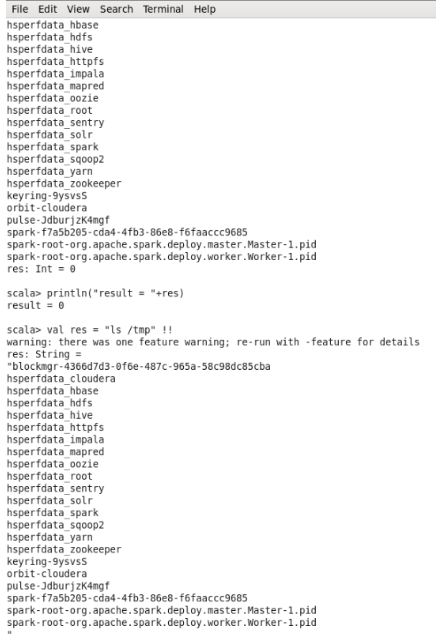 File Edit View Search Terminal Help
hsperfdata_hbase
hsperfdata_hdfs
hsperfdata_hive
hsperfdata_httpfs
hsperfdata_impala
hsperfdata_mapred
hsperfdata_oozie
hsperfdata_root
hsperfdata_sentry
hsperfdata_solr
hsperfdata_spark
hsperfdata_sqoop2
hsperfdata_yarn
hsperfdata_zookeeper
keyring-9ysvsS
orbit-cloudera
pulse-JdburjzK4mgf
spark-f7a5b205-cda4-4fb3-86e8-f6faaccc9685
spark-root-org.apache.spark.deploy.master.Master-1.pid
spark-root-org.apache.spark.deploy.worker.Worker-1.pid
res: Int = 0
scala> println("result = "+res)
result = 0
scala> val res = "ls /tmp" !!
warning: there was one feature warning; re-run with -feature for details
res: String =
"blockmgr-4366d7d3-0f6e-487c-965a-58c98dc85cba
hsperfdata_cloudera
hsperfdata_hbase
hsperfdata_hdfs
hsperfdata_hive
hsperfdata_httpfs
hsperfdata_impala
hsperfdata_mapred
hsperfdata_oozie
hsperfdata_root
hsperfdata_sentry
hsperfdata_solr
hsperfdata_spark
hsperfdata_sqoop2
hsperfdata_yarn
hsperfdata_zookeeper
keyring-9ysvsS
orbit-cloudera
pulse-JdburjzK4mgf
spark-f7a5b205-cda4-4fb3-86e8-f6faaccc9685
spark-root-org.apache.spark.deploy.master.Master-1.pid
spark-root-org.apache.spark.deploy.worker.Worker-1.pid
"